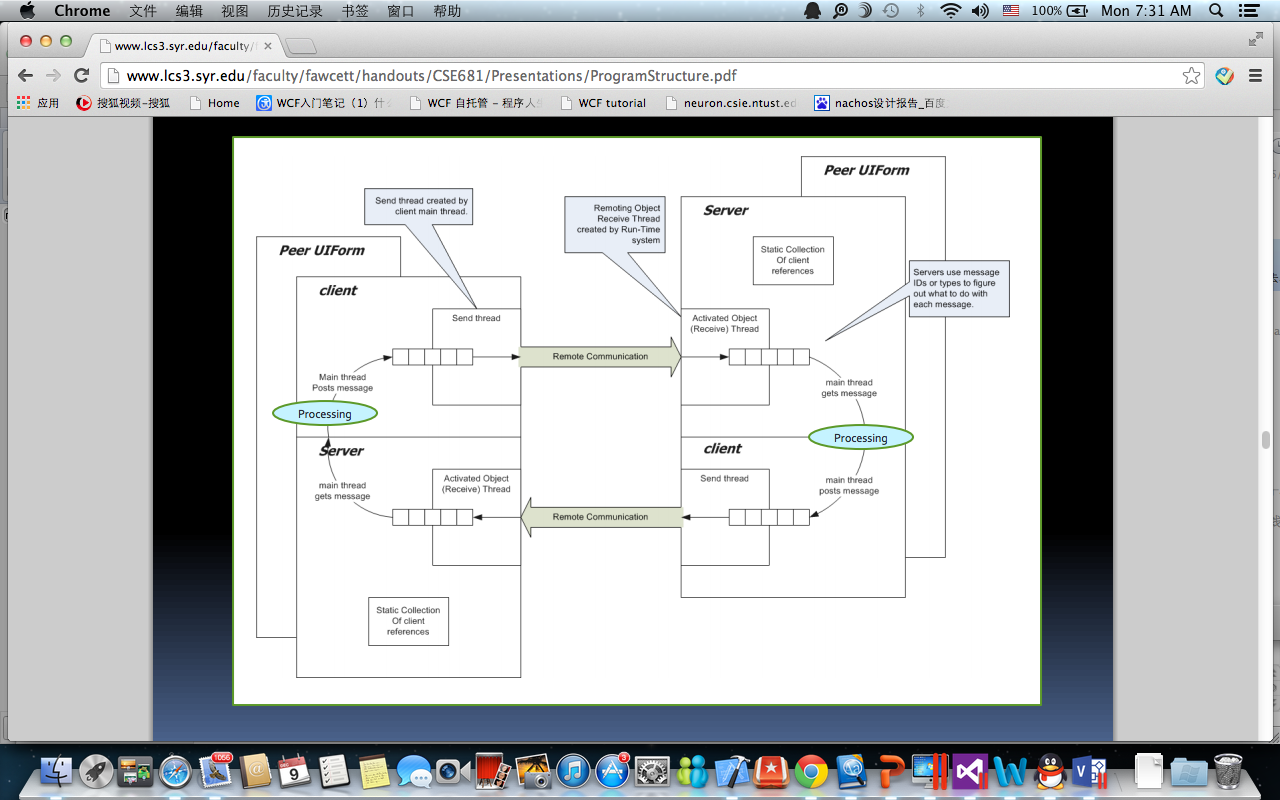 Chrome 文件 编辑 视图 历史记录 书签 窗口 帮助 100% Mon 7:31 AM
www.lcs3.syr.edu/faculty/
www.lcs3.syr.edu/faculty/fawcett/handouts/CSE681/Presentations/ProgramStructure.pdf
应用 搜狐视频-搜狐 Home WCF入门笔记（1）什 WCF 自托管 – 程序人 WCF tutorial neuron.csie.ntust.ed nachos设计报告_百度
Peer UIForm
Send thread created by
client main thread.
Remoting Object
Receive Thread
created by Run-Time
system
Server
Static Collection
Of client
references
Peer UIForm
client
Servers use message
IDs or types to figure
out what to do with
each message.
Send thread
Activated Object
(Receive) Thread
Remote Communication
Main thread
Posts message
main thread
gets message
Processing
Processing
Server
client
Activated Object
(Receive) Thread
Send thread
main thread
gets message
main thread
posts message
Remote Communication
Static Collection
Of client
references
1066
DEC
9
3